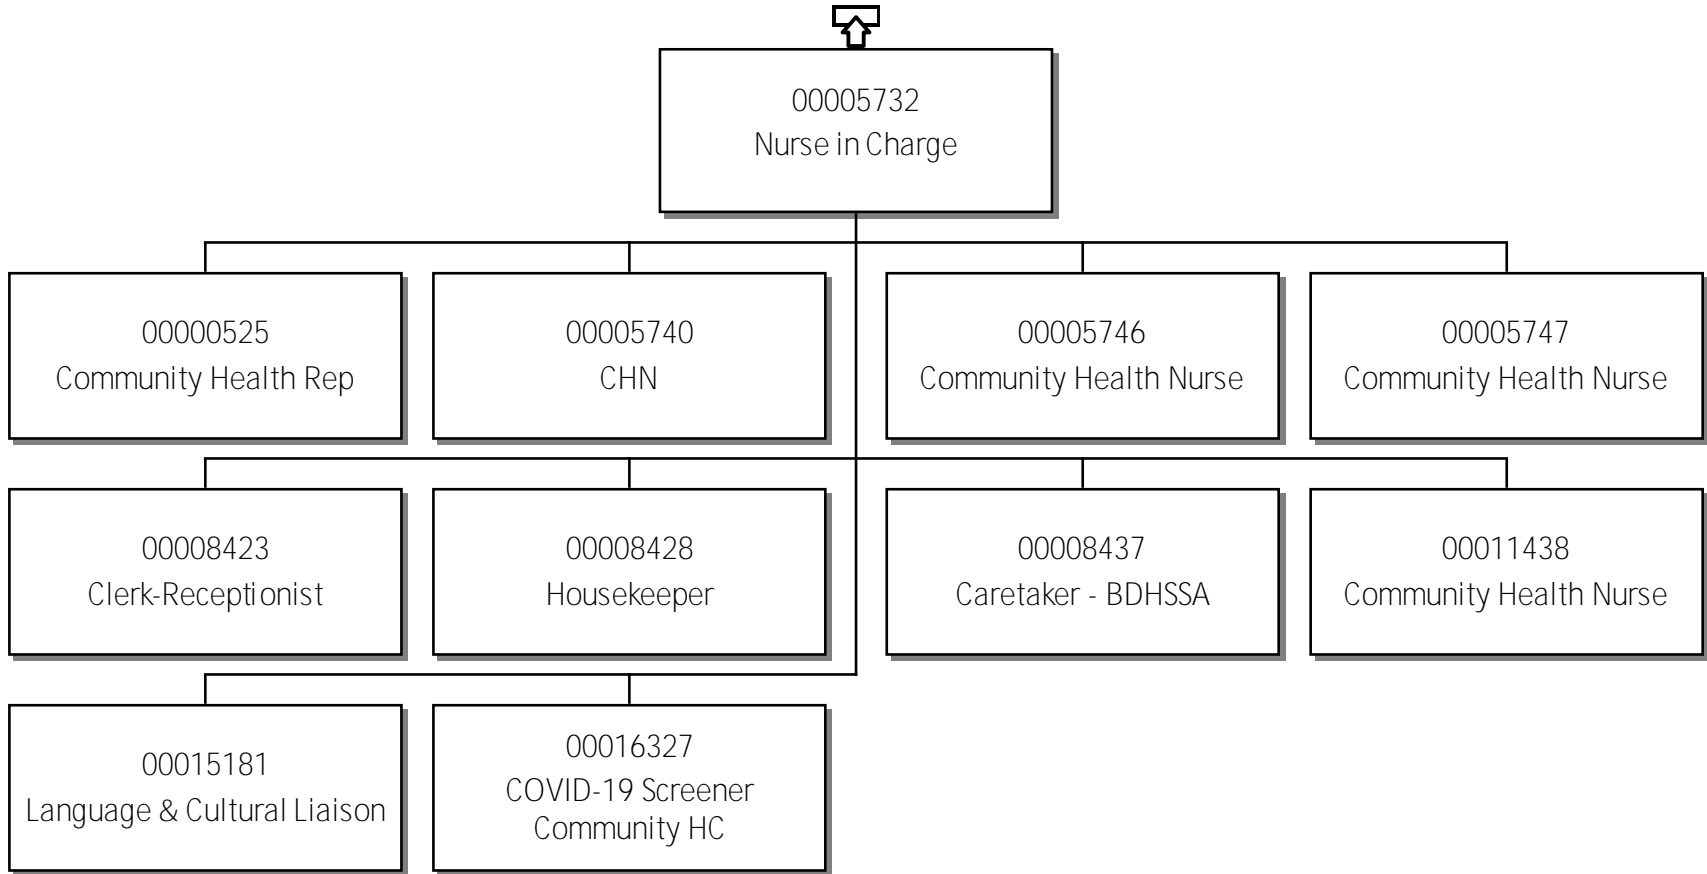 00005732
Nurse in Charge
00000525
Community Health Rep
00005740
CHN
00005746
Community Health Nurse
00005747
Community Health Nurse
00008423
Clerk-Receptionist
00008428
Housekeeper
00008437
Caretaker - BDHSSA
00011438
Community Health Nurse
00015181
Language & Cultural Liaison
00016327
COVID-19 Screener
Community HC